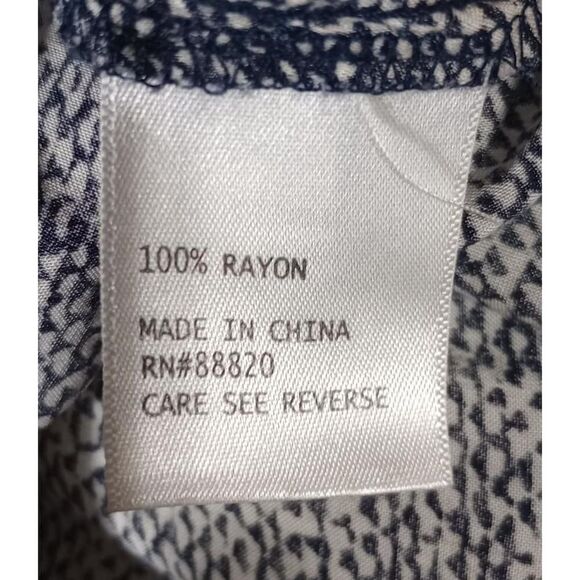 100% RAYON
MADE IN CHINA
RN#88820
CARE SEE REVERSE